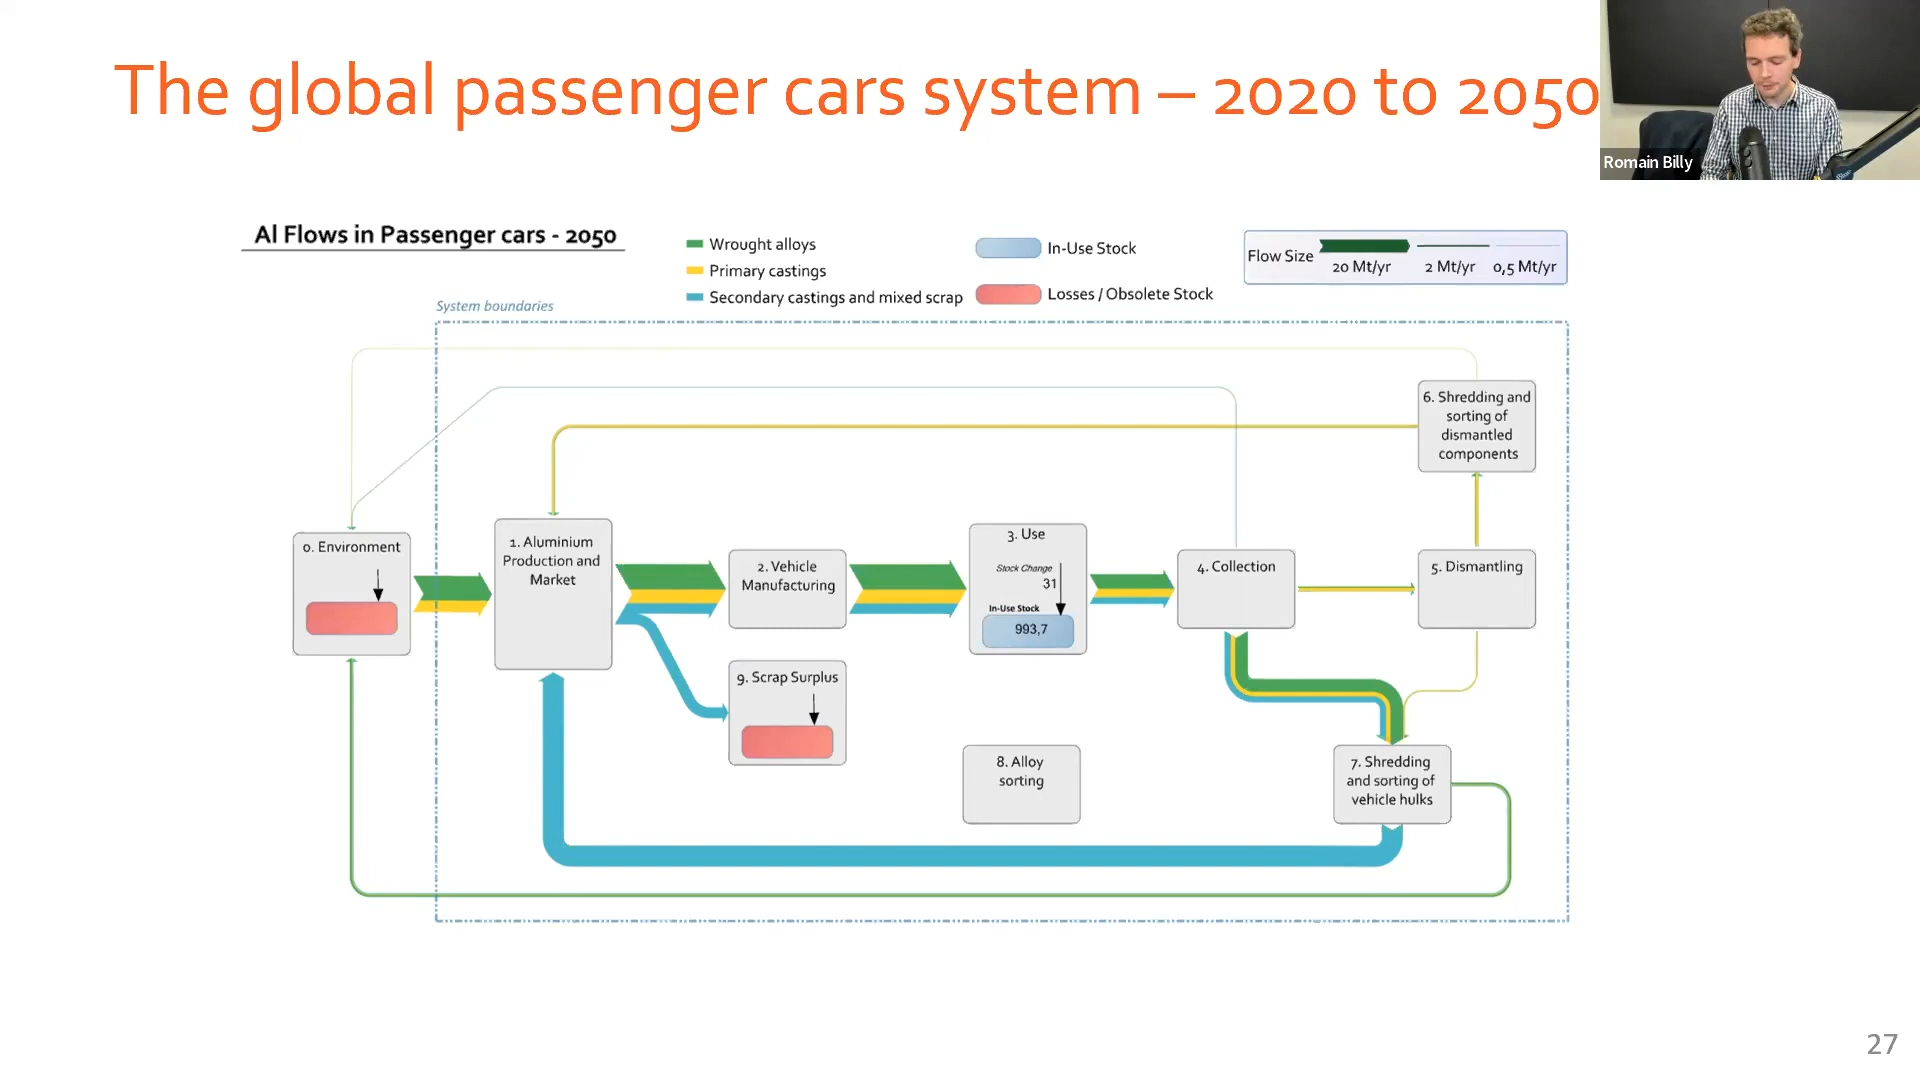 The global passenger cars system – 2020 to 2050
Romain Billy
Al Flows in Passenger cars - 2050
Wrought alloys
Primary castings
Secondary castings and mixed scrap
In-Use Stock
Losses / Obsolete Stock
Flow Size
20 Mt/yr
2 Mt/yr
0,5 Mt/yr
System boundaries
0. Environment
1. Aluminium
Production and
Market
2. Vehicle
Manufacturing
3. Use
Stock Change
31
In-Use Stock
993,7
4. Collection
5. Dismantling
6. Shredding and
sorting of
dismantled
components
7. Shredding
and sorting of
vehicle hulks
8. Alloy
sorting
9. Scrap Surplus
27